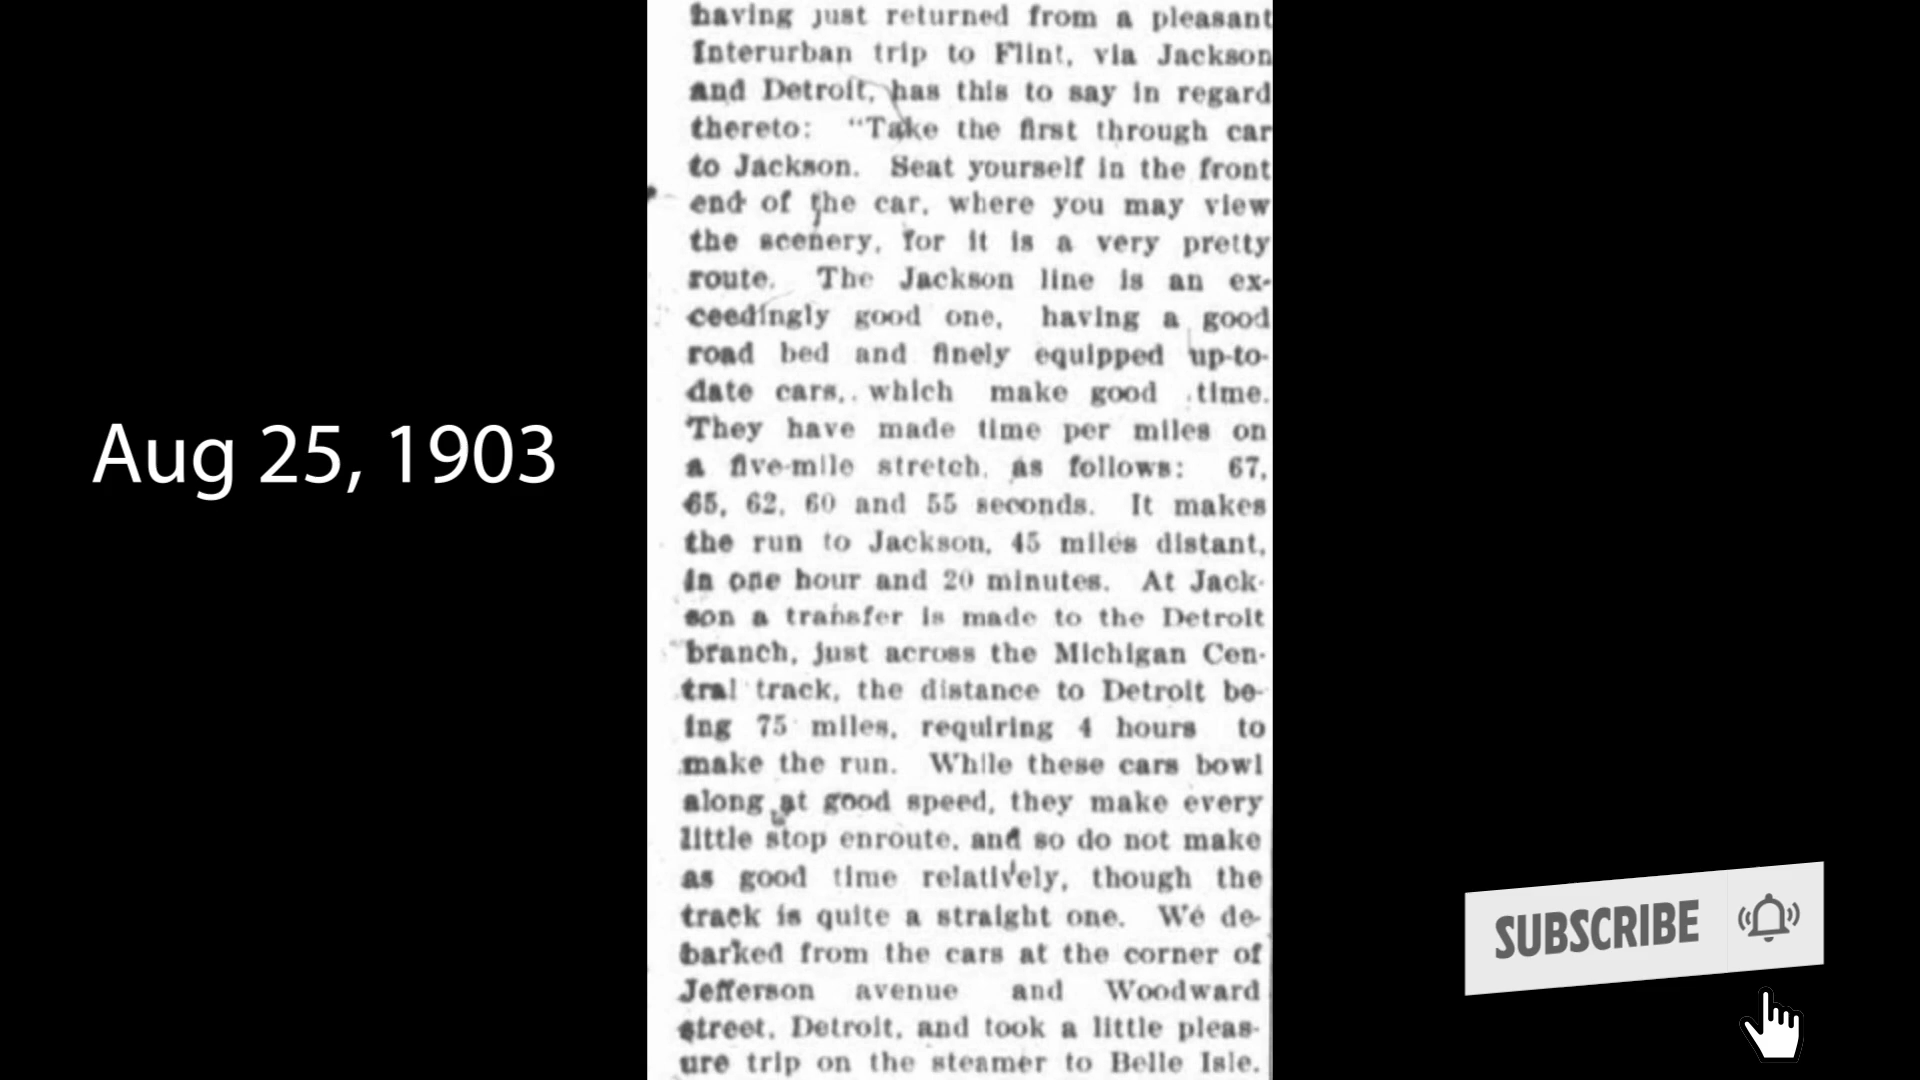 having just returned from a pleasant
Interurban trip to Flint, via Jackson
and Detroit, has this to say in regard
thereto: "Take the first through car
to Jackson. Seat yourself in the front
end of the car, where you may view
the scenery, for it is a very pretty
route. The Jackson line is an ex-
ceedingly good one, having a good
road bed and finely equipped up-to-
date cars, which make good time.
They have made time per miles on
a five-mile stretch, as follows: 67,
65, 62, 60 and 55 seconds. It makes
the run to Jackson, 45 miles distant,
in one hour and 20 minutes. At Jack-
son a transfer is made to the Detroit
branch, just across the Michigan Cen-
tral track, the distance to Detroit be-
ing 75 miles, requiring 4 hours to
make the run. While these cars bowl
along at good speed, they make every
little stop enroute, and so do not make
as good time relatively, though the
track is quite a straight one. We de-
barked from the cars at the corner of
Jefferson avenue and Woodward
street, Detroit, and took a little pleas-
ure trip on the steamer to Belle Isle.
Aug 25, 1903
SUBSCRIBE